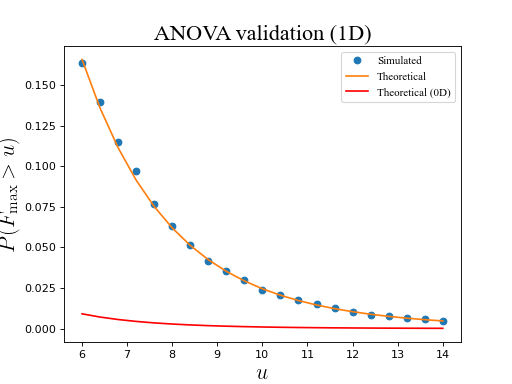 ANOVA validation (1D)
Simulated
Theoretical
Theoretical (0D)
P(F_max > u)
0.150
0.125
0.100
0.075
0.050
0.025
0.000
6 7 8 9 10 11 12 13 14
u